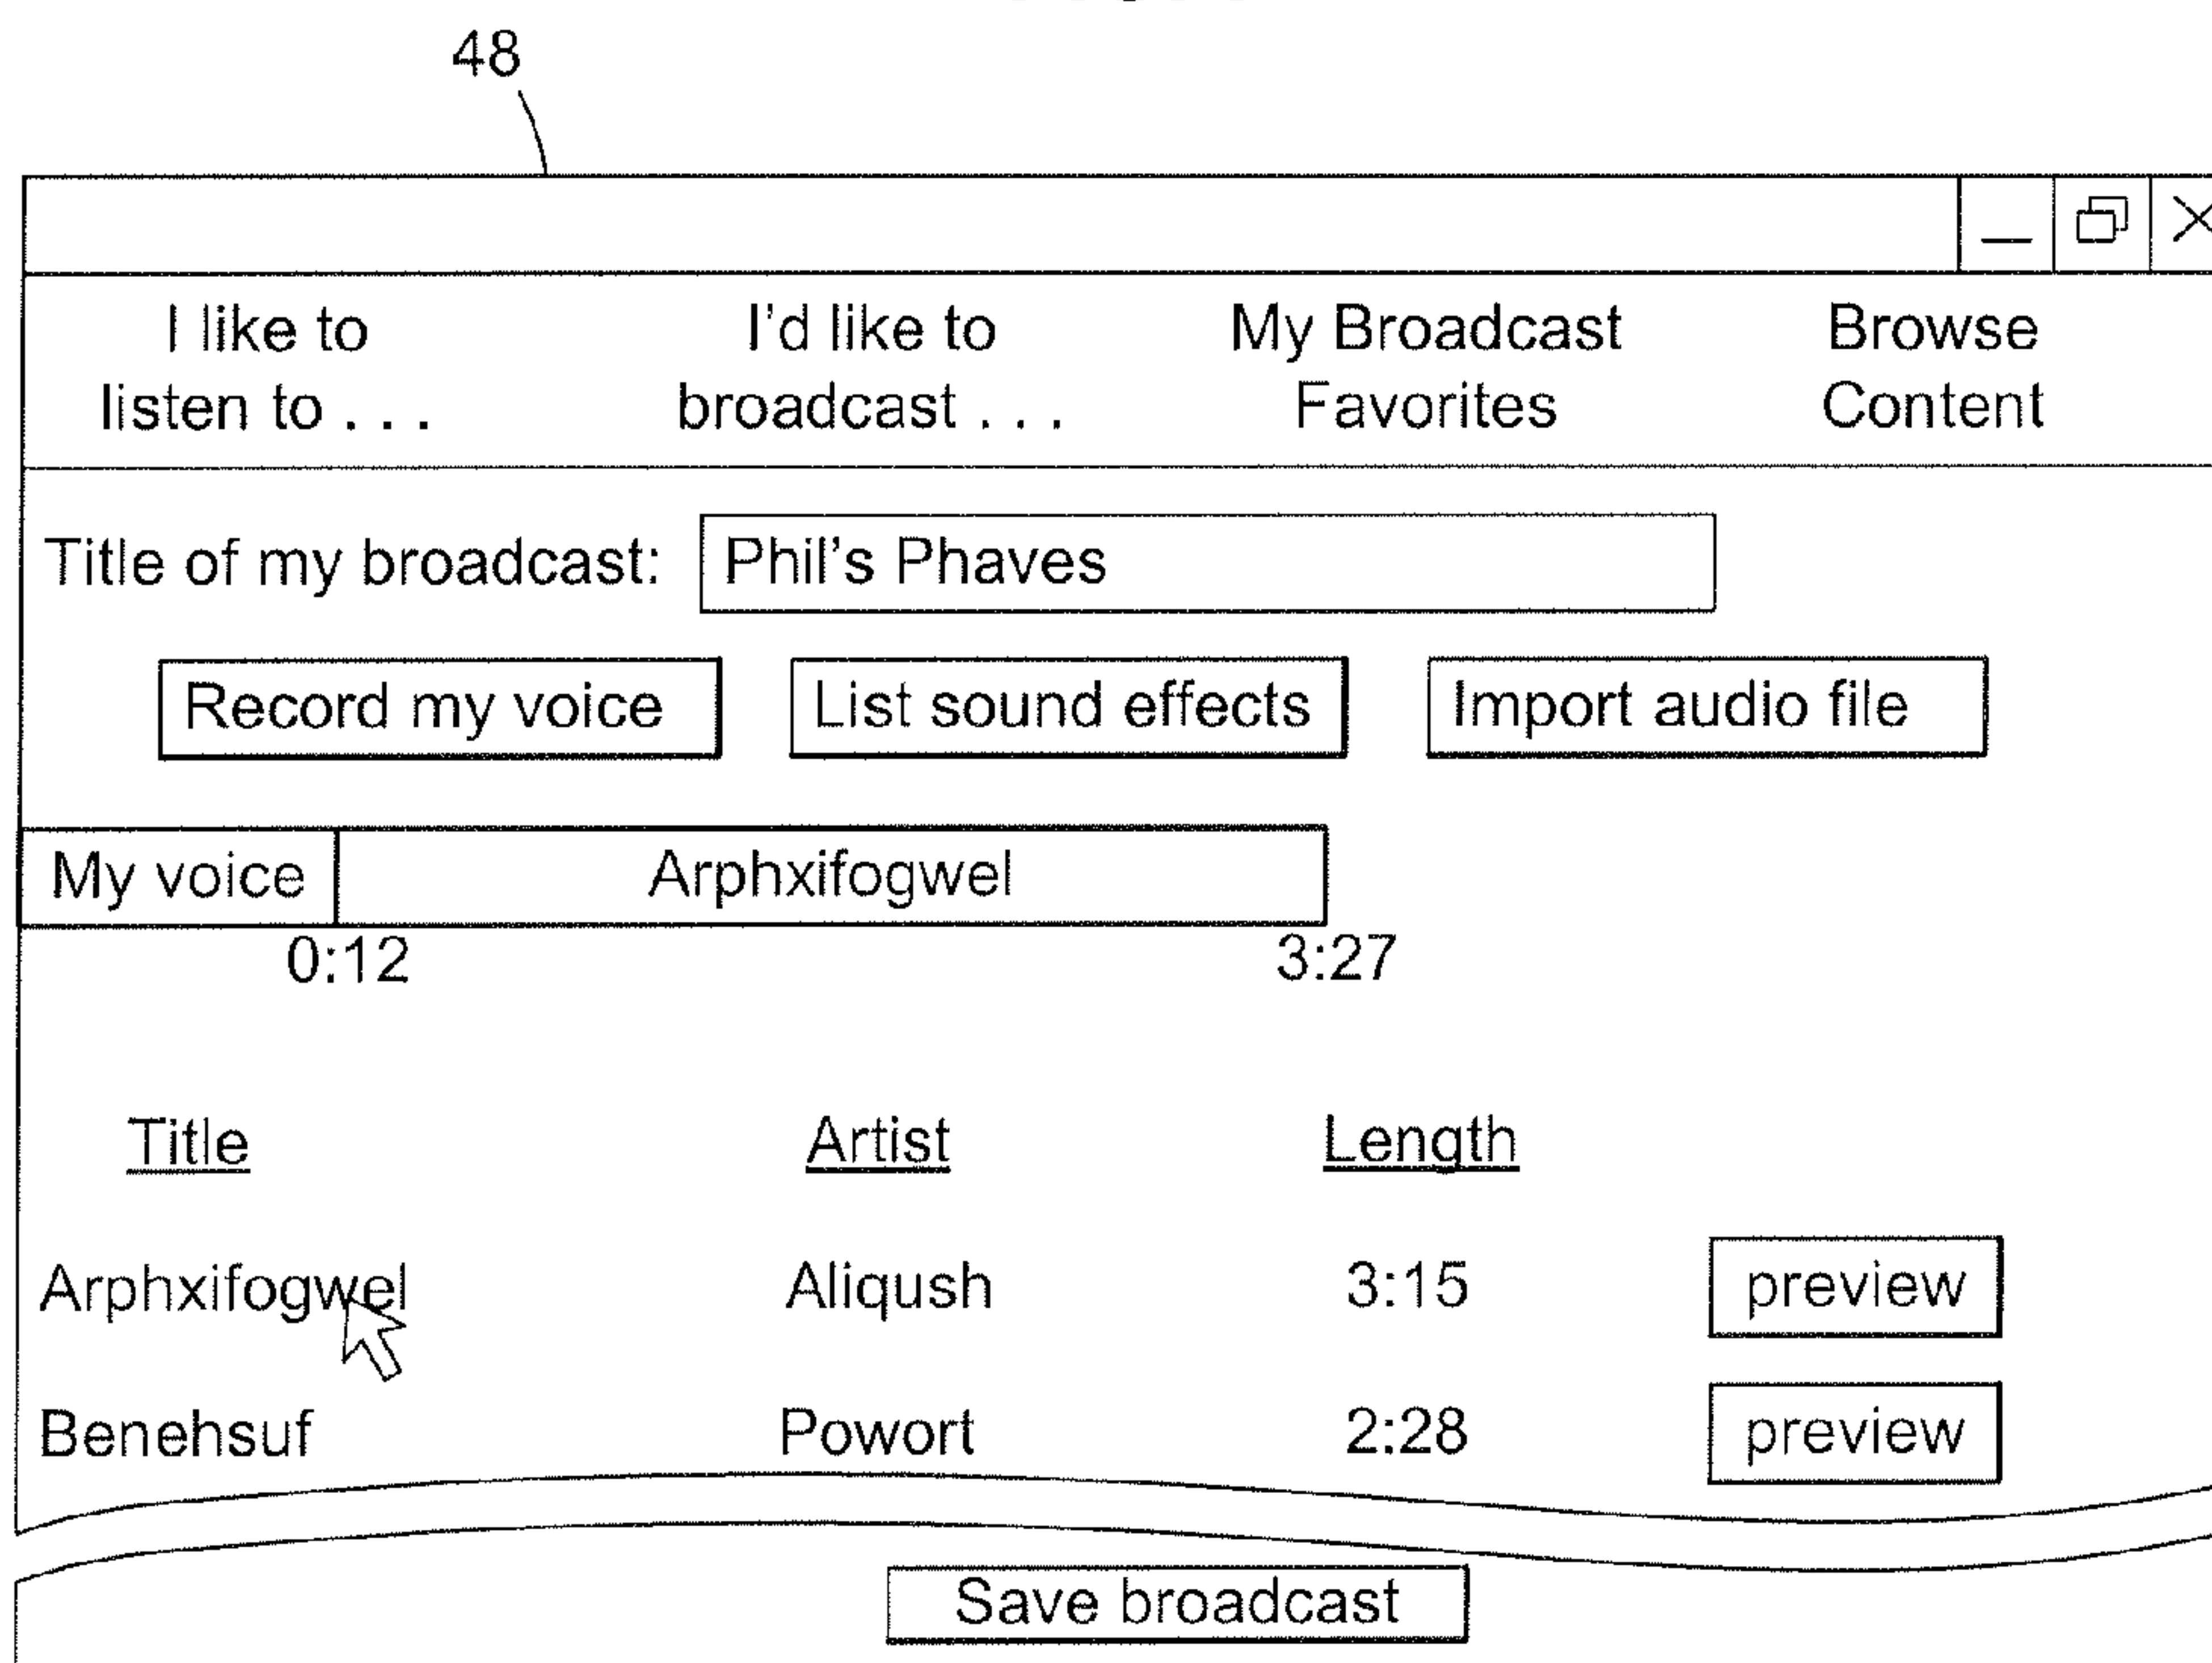 48
I like to I'd like to My Broadcast Browse
listen to . . . broadcast . . . Favorites Content
Title of my broadcast: Phil's Phaves
Record my voice List sound effects Import audio file
My voice Arphxifogwel
0:12 3:27
Title Artist Length
Arphxifogwel Aliqush 3:15 preview
Benehsuf Powort 2:28 preview
Save broadcast